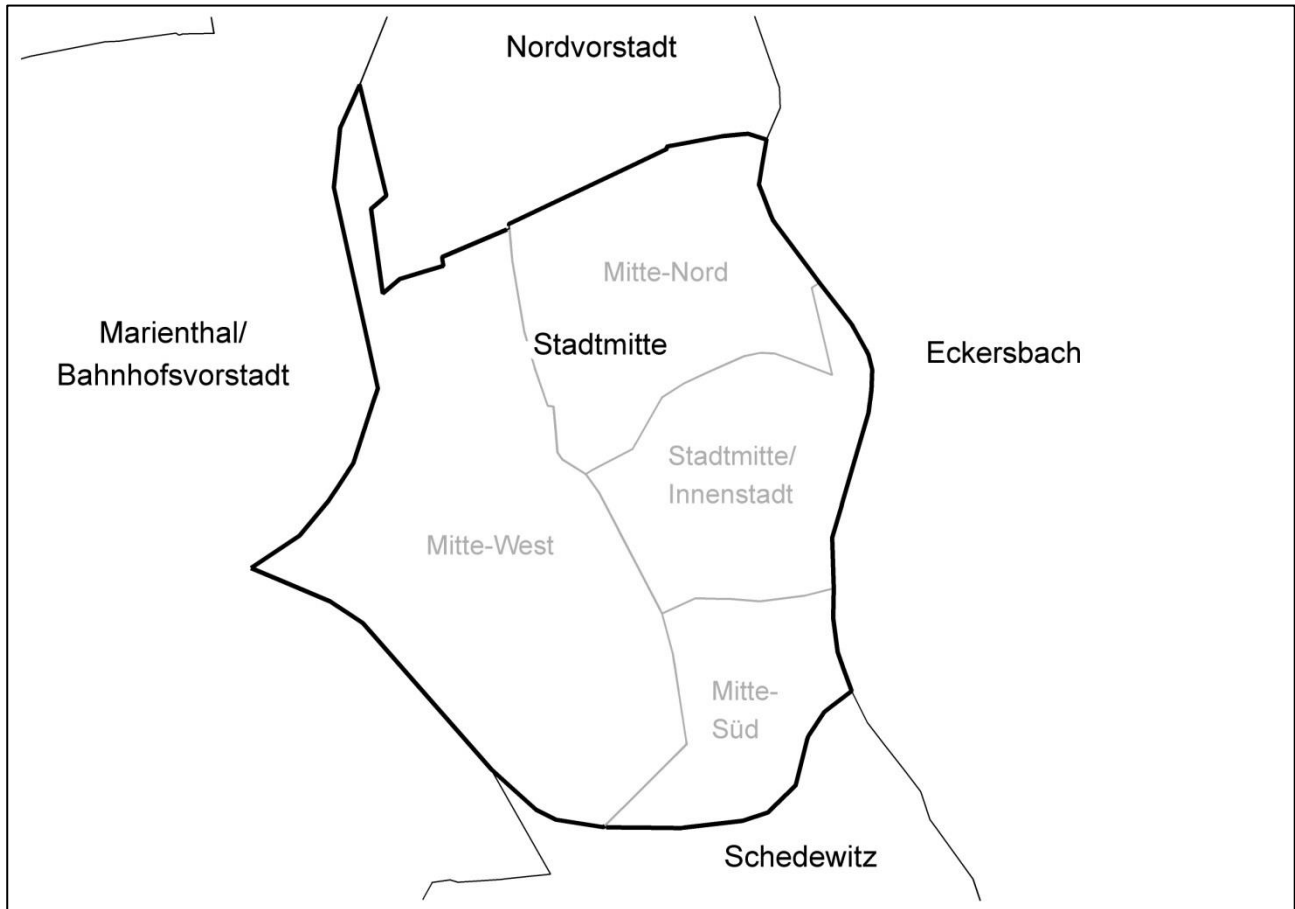 Nordvorstadt
Mitte-Nord
Marienthal/
Bahnhofsvorstadt
Stadtmitte
Eckersbach
Stadtmitte/
Innenstadt
Mitte-West
Mitte-
Süd
Schedewitz